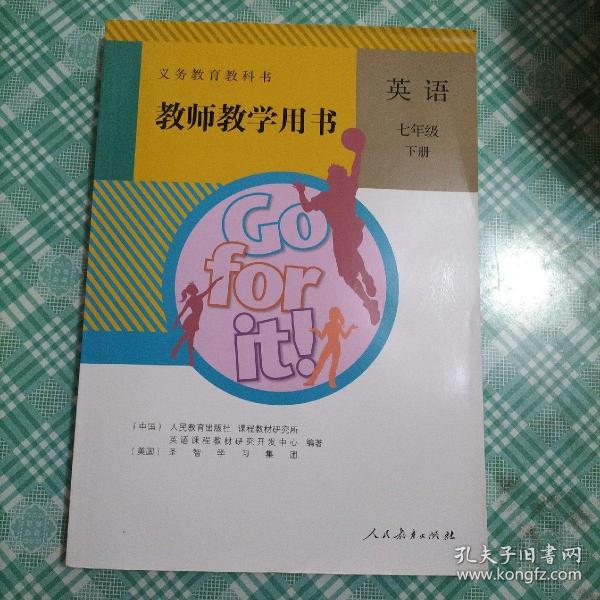 义务教育教科书
教师教学用书
英语
七年级
下册
Go
for
it!
（中国）人民教育出版社 课程教材研究所
英语课程教材研究开发中心 编著
（美国）圣智学习集团
人民教育出版社
孔夫子旧书网
www.kongfz.com